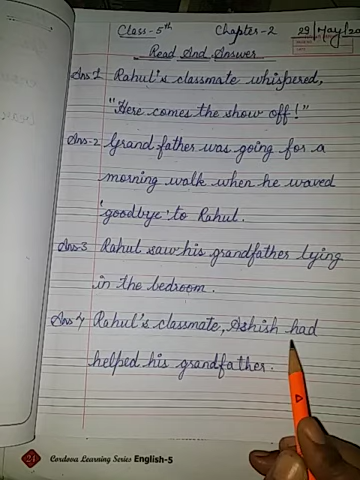 Class-5th Chapter-2 29/May/20
Read And Answer
Ans-1 Rahul's classmate whispered,
"Here comes the show off!"
Ans-2 Grand father was going for a
morning walk when he waved
'goodbye' to Rahul.
Ans-3 Rahul saw his grandfather lying
in the bedroom.
Ans-4 Rahul's classmate, Ashish had
helped his grandfather.
24 Cordova Learning Series English-5